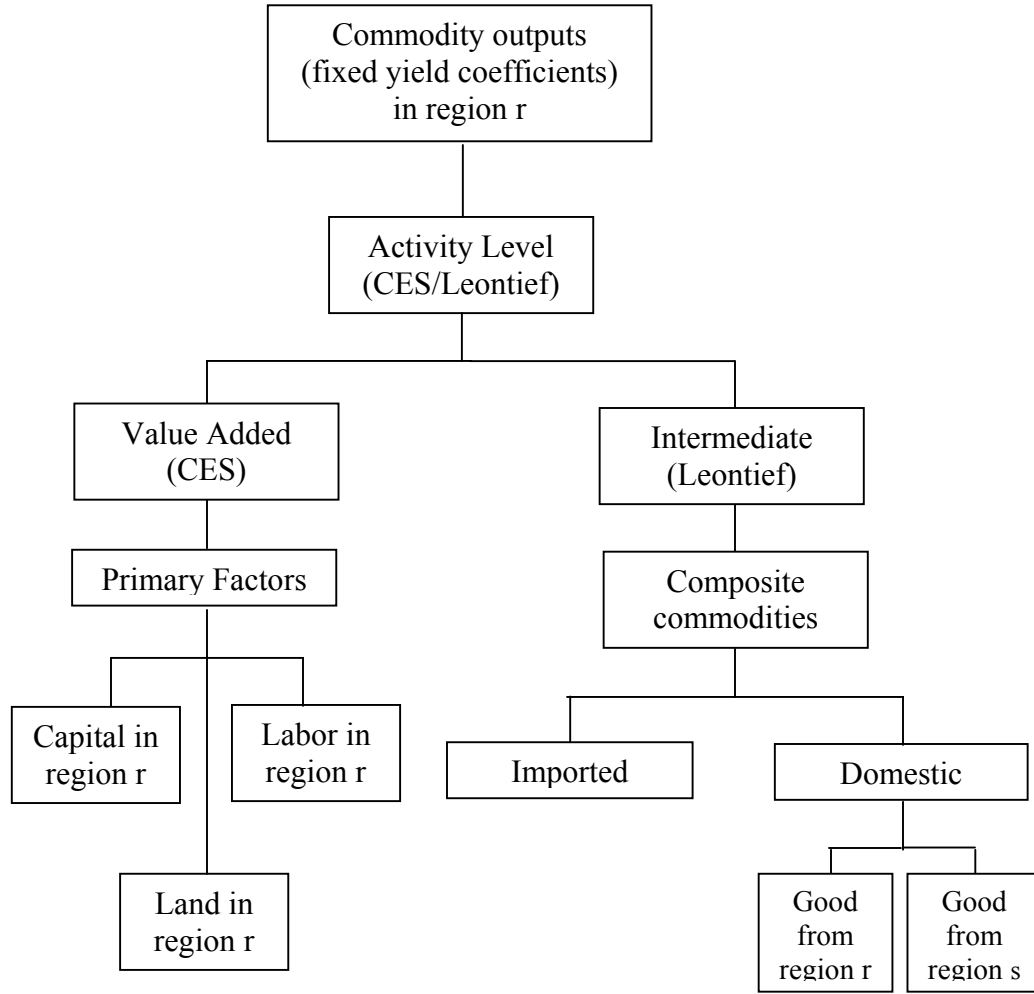 Commodity outputs
(fixed yield coefficients)
in region r
Activity Level
(CES/Leontief)
Value Added
(CES)
Intermediate
(Leontief)
Primary Factors
Composite
commodities
Capital in
region r
Labor in
region r
Imported
Domestic
Land in
region r
Good
from
region r
Good
from
region s